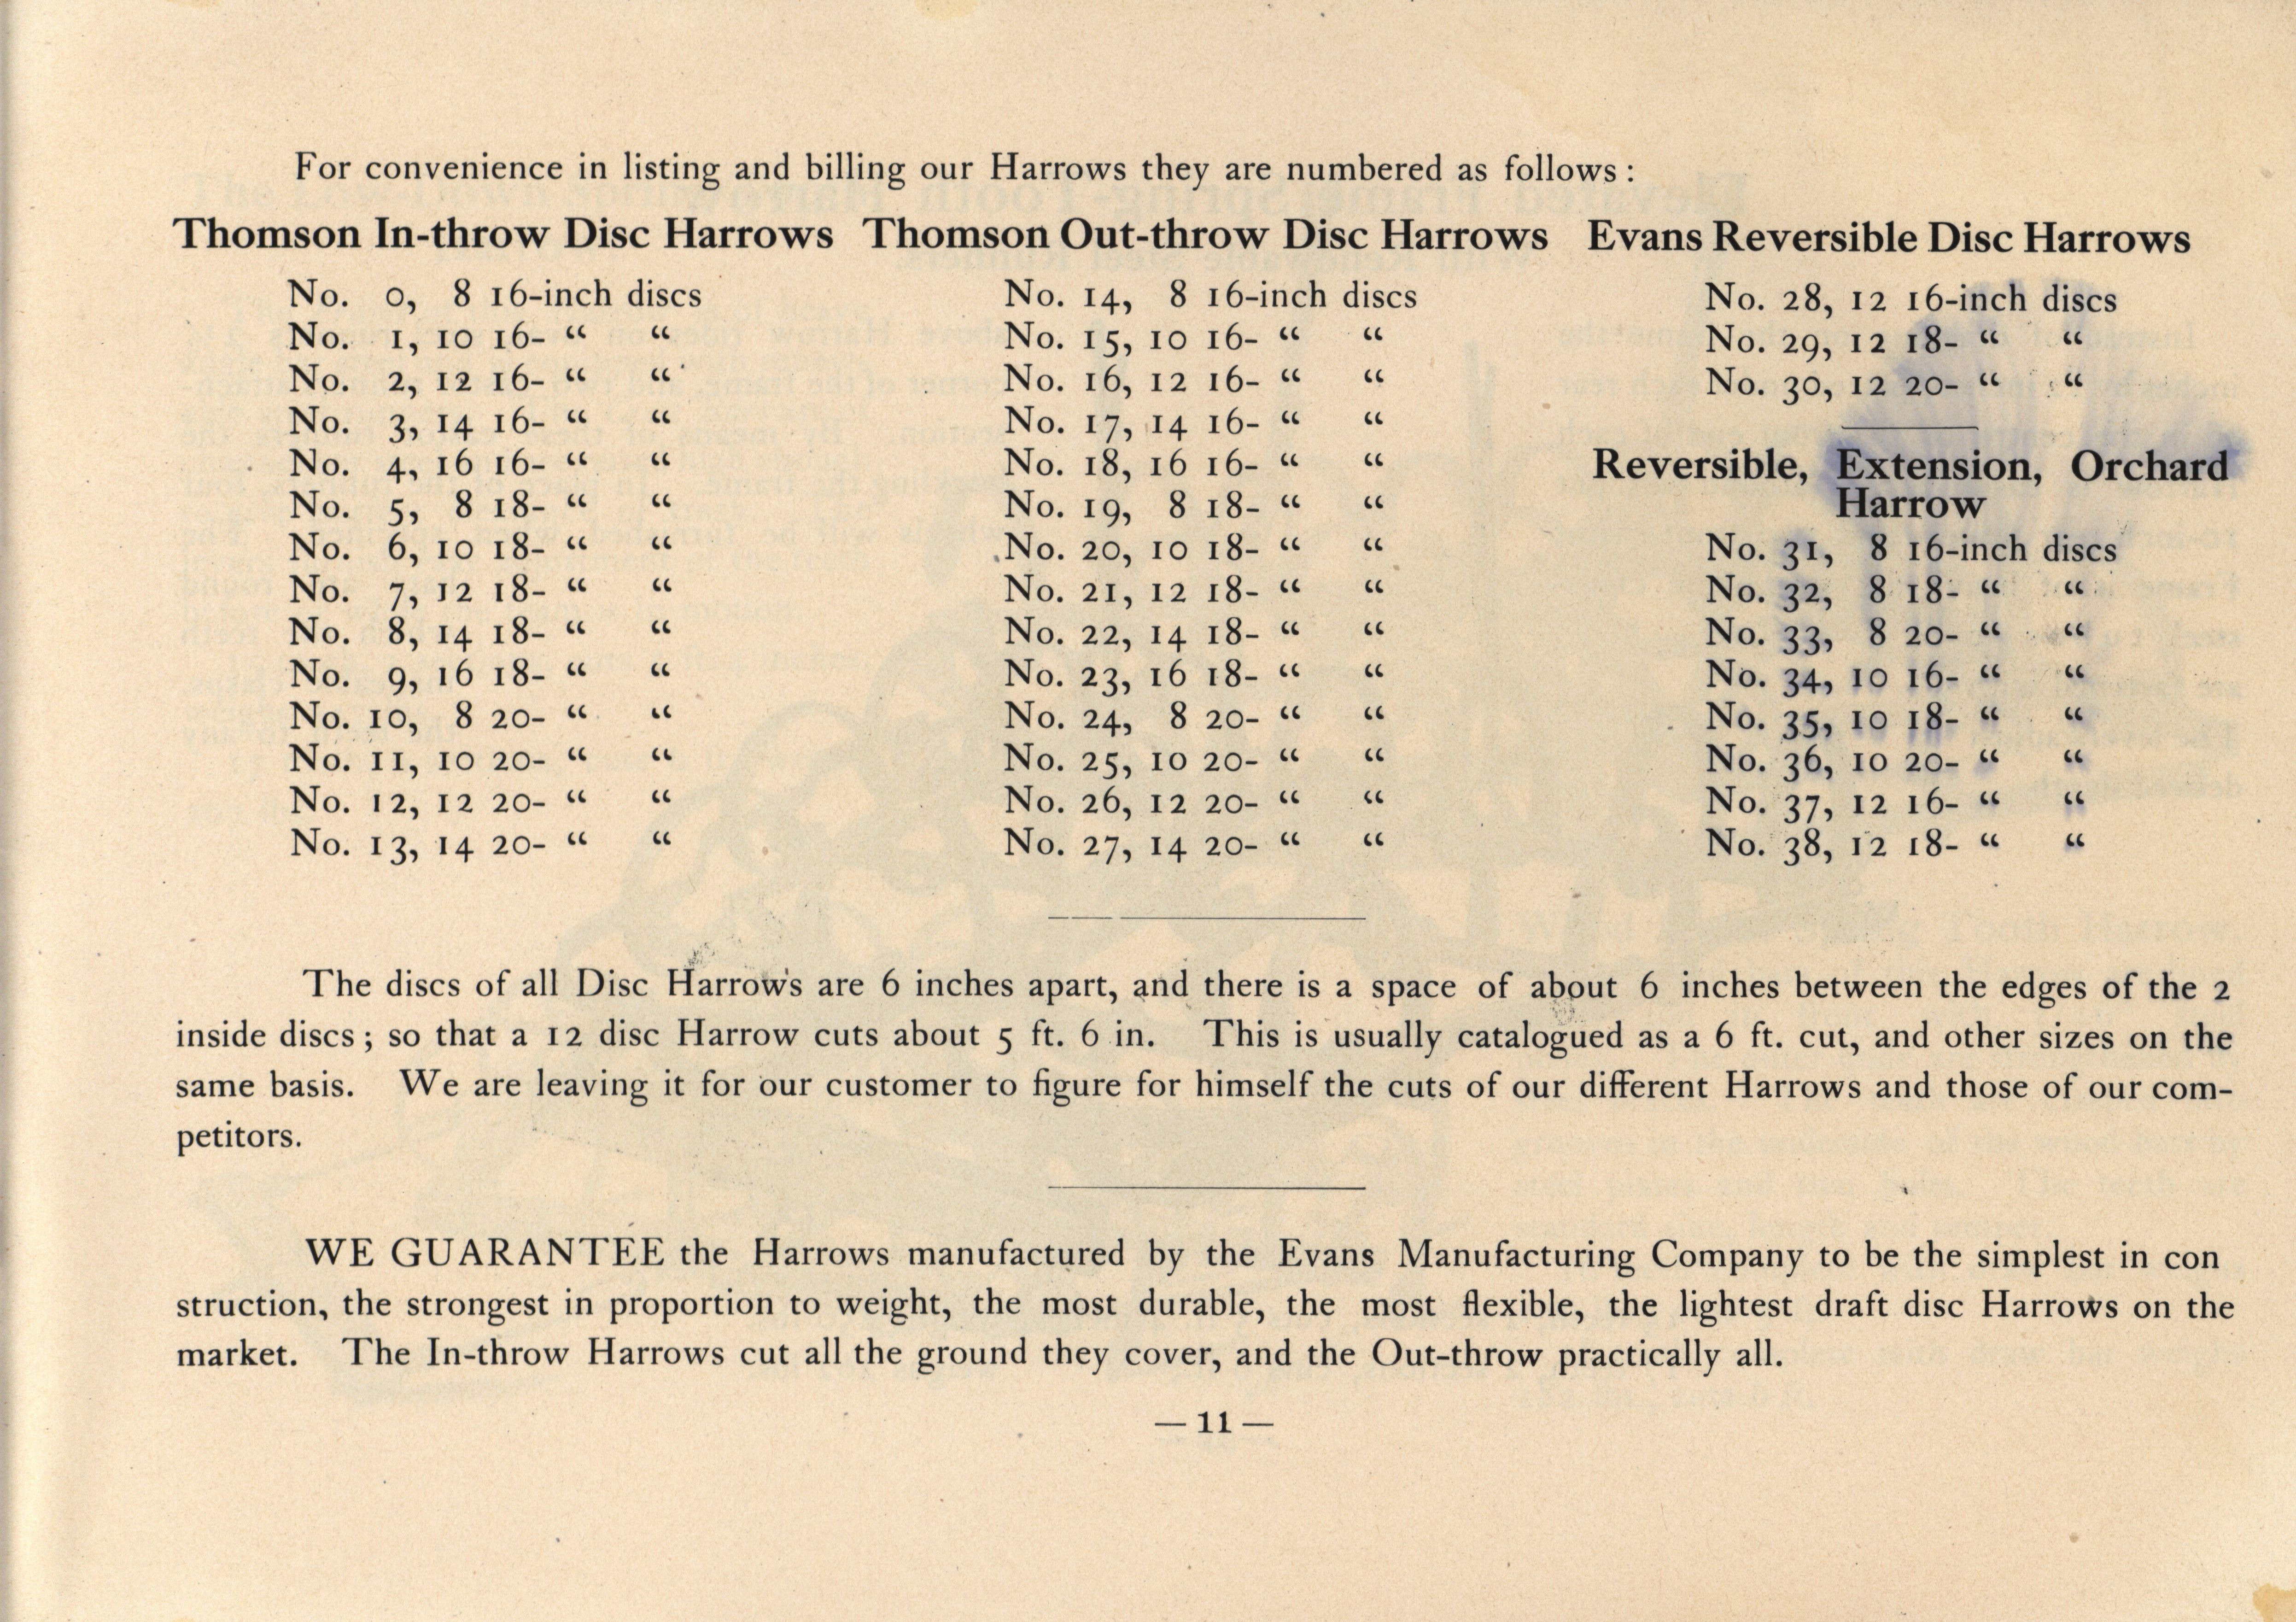 For convenience in listing and billing our Harrows they are numbered as follows:
Thomson In-throw Disc Harrows
No. 0, 8 16-inch discs
No. 1, 10 16- “ “
No. 2, 12 16- “ “
No. 3, 14 16- “ “
No. 4, 16 16- “ “
No. 5, 8 18- “ “
No. 6, 10 18- “ “
No. 7, 12 18- “ “
No. 8, 14 18- “ “
No. 9, 16 18- “ “
No. 10, 8 20- “ “
No. 11, 10 20- “ “
No. 12, 12 20- “ “
No. 13, 14 20- “ “
Thomson Out-throw Disc Harrows
No. 14, 8 16-inch discs
No. 15, 10 16- “ “
No. 16, 12 16- “ “
No. 17, 14 16- “ “
No. 18, 16 16- “ “
No. 19, 8 18- “ “
No. 20, 10 18- “ “
No. 21, 12 18- “ “
No. 22, 14 18- “ “
No. 23, 16 18- “ “
No. 24, 8 20- “ “
No. 25, 10 20- “ “
No. 26, 12 20- “ “
No. 27, 14 20- “ “
Evans Reversible Disc Harrows
No. 28, 12 16-inch discs
No. 29, 12 18- “ “
No. 30, 12 20- “ “
Reversible, Extension, Orchard
Harrow
No. 31, 8 16-inch discs
No. 32, 8 18- “ “
No. 33, 8 20- “ “
No. 34, 10 16- “ “
No. 35, 10 18- “ “
No. 36, 10 20- “ “
No. 37, 12 16- “ “
No. 38, 12 18- “ “
The discs of all Disc Harrows are 6 inches apart, and there is a space of about 6 inches between the edges of the 2
inside discs; so that a 12 disc Harrow cuts about 5 ft. 6 in. This is usually catalogued as a 6 ft. cut, and other sizes on the
same basis. We are leaving it for our customer to figure for himself the cuts of our different Harrows and those of our com-
petitors.
WE GUARANTEE the Harrows manufactured by the Evans Manufacturing Company to be the simplest in con
struction, the strongest in proportion to weight, the most durable, the most flexible, the lightest draft disc Harrows on the
market. The In-throw Harrows cut all the ground they cover, and the Out-throw practically all.
— 11 —